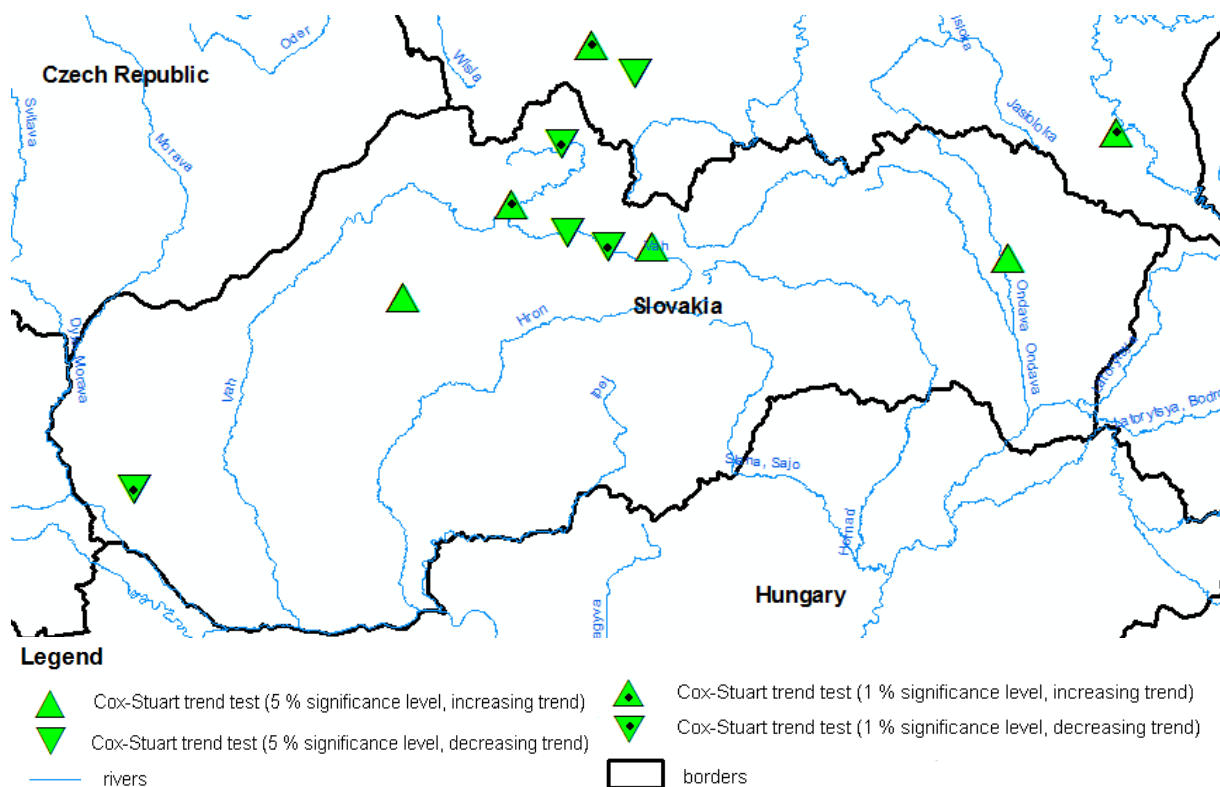 Oder
Wisla
Czech Republic
Jasiolka
Svitava
Morava
Vah
Slovakia
Hron
Ondava
Ondava
Morava
Vah
Ipel
Latorytsya, Bodro
Slana, Sajo
Hornad
Hungary
agyva
Legend
Cox-Stuart trend test (5 % significance level, increasing trend)
Cox-Stuart trend test (1 % significance level, increasing trend)
Cox-Stuart trend test (5 % significance level, decreasing trend)
Cox-Stuart trend test (1 % significance level, decreasing trend)
rivers
borders